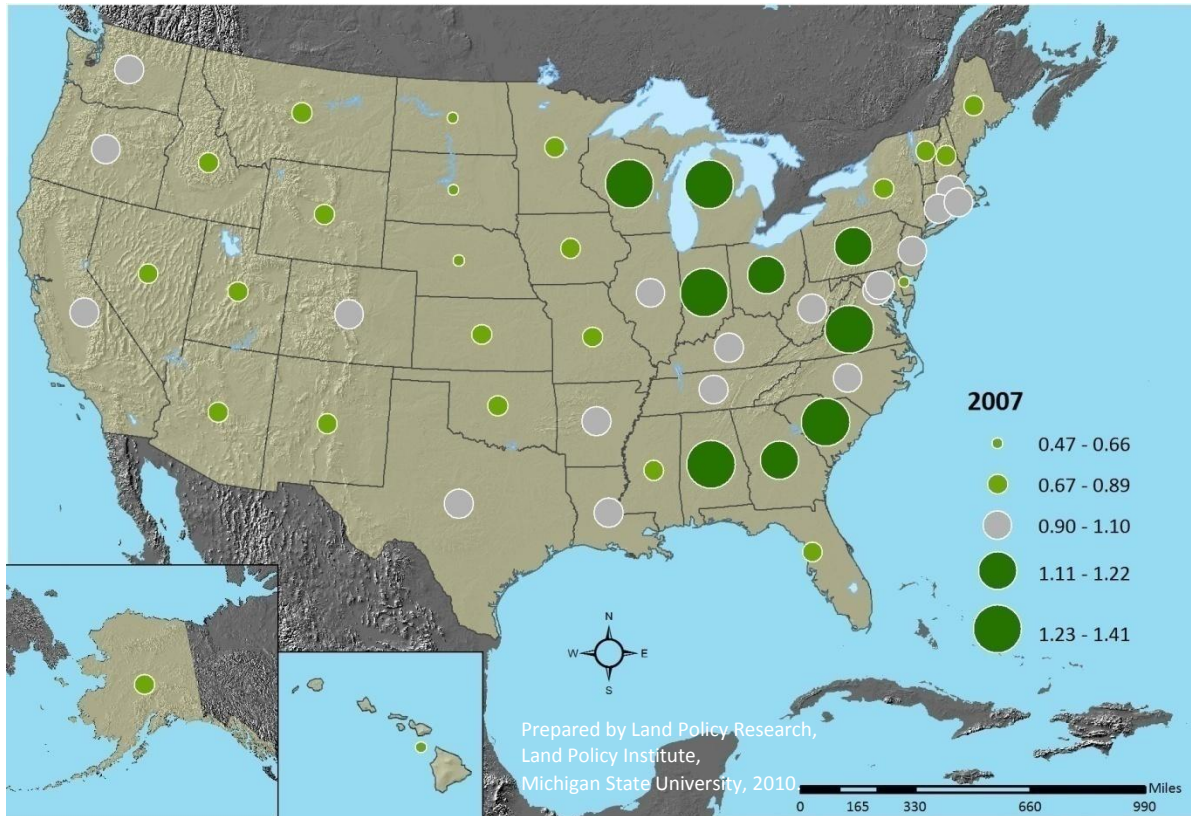 2007
0.47 - 0.66
0.67 - 0.89
0.90 - 1.10
1.11 - 1.22
1.23 - 1.41
N
W E
S
Prepared by Land Policy Research,
Land Policy Institute,
Michigan State University, 2010.
Miles
0 165 330 660 990